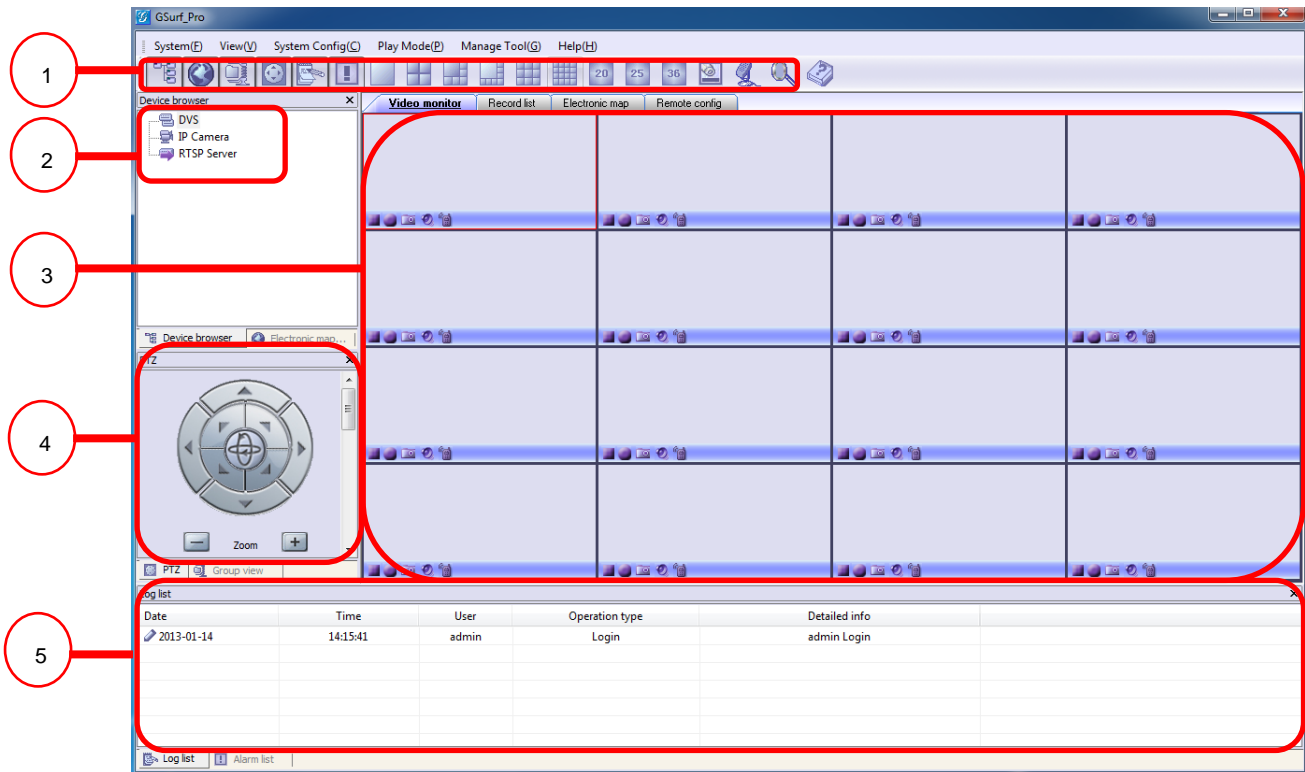 GSurf_Pro
System(F) View(V) System Config(C) Play Mode(P) Manage Tool(G) Help(H)
1
20 25 36
Device browser
Video monitor Record list Electronic map Remote config
DVS
IP Camera
RTSP Server
2
3
Device browser Electronic map...
PTZ
4
Zoom
PTZ Group view
Log list
Date Time User Operation type Detailed info
2013-01-14 14:15:41 admin Login admin Login
5
Log list Alarm list